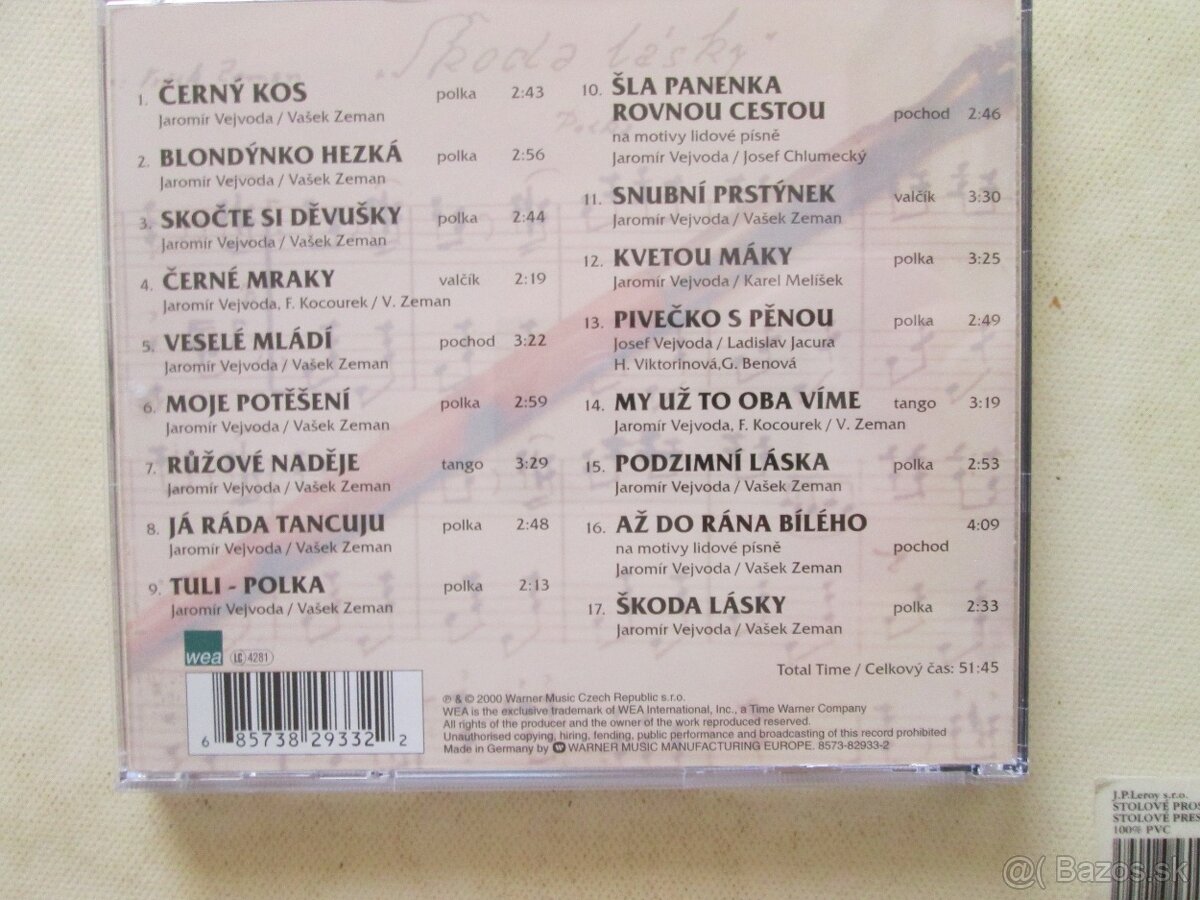 "Škoda lásky"
1. ČERNÝ KOS polka 2:43
Jaromír Vejvoda / Vašek Zeman
2. BLONDÝNKO HEZKÁ polka 2:56
Jaromír Vejvoda / Vašek Zeman
3. SKOČTE SI DĚVUŠKY polka 2:44
Jaromír Vejvoda / Vašek Zeman
4. ČERNÉ MRAKY valčík 2:19
Jaromír Vejvoda, F. Kocourek / V. Zeman
5. VESELÉ MLÁDÍ pochod 3:22
Jaromír Vejvoda / Vašek Zeman
6. MOJE POTĚŠENÍ polka 2:59
Jaromír Vejvoda / Vašek Zeman
7. RŮŽOVÉ NADĚJE tango 3:29
Jaromír Vejvoda / Vašek Zeman
8. JÁ RÁDA TANCUJU polka 2:48
Jaromír Vejvoda / Vašek Zeman
9. TULI - POLKA polka 2:13
Jaromír Vejvoda / Vašek Zeman
10. ŠLA PANENKA
ROVNOU CESTOU pochod 2:46
na motivy lidové písně
Jaromír Vejvoda / Josef Chlumecký
11. SNUBNÍ PRSTÝNEK valčík 3:30
Jaromír Vejvoda / Vašek Zeman
12. KVETOU MÁKY polka 3:25
Jaromír Vejvoda / Karel Melíšek
13. PIVEČKO S PĚNOU polka 2:49
Josef Vejvoda / Ladislav Jacura
H. Viktorinová,G. Benová
14. MY UŽ TO OBA VÍME tango 3:19
Jaromír Vejvoda, F. Kocourek / V. Zeman
15. PODZIMNÍ LÁSKA polka 2:53
Jaromír Vejvoda / Vašek Zeman
16. AŽ DO RÁNA BÍLÉHO 4:09
na motivy lidové písně pochod
Jaromír Vejvoda / Vašek Zeman
17. ŠKODA LÁSKY polka 2:33
Jaromír Vejvoda / Vašek Zeman
Total Time / Celkový čas: 51:45
wea LC 4281
6 85738 29332 2
℗ & © 2000 Warner Music Czech Republic s.r.o.
WEA is the exclusive trademark of WEA International, Inc., a Time Warner Company
All rights of the producer and the owner of the work reproduced reserved.
Unauthorised copying, hiring, lending, public performance and broadcasting of this record prohibited
Made in Germany by WARNER MUSIC MANUFACTURING EUROPE. 8573-82933-2
J.P.Leroy s.r.o.
STOLOVÉ
STOLOVÉ
100% PVC
@( Bazos.sk